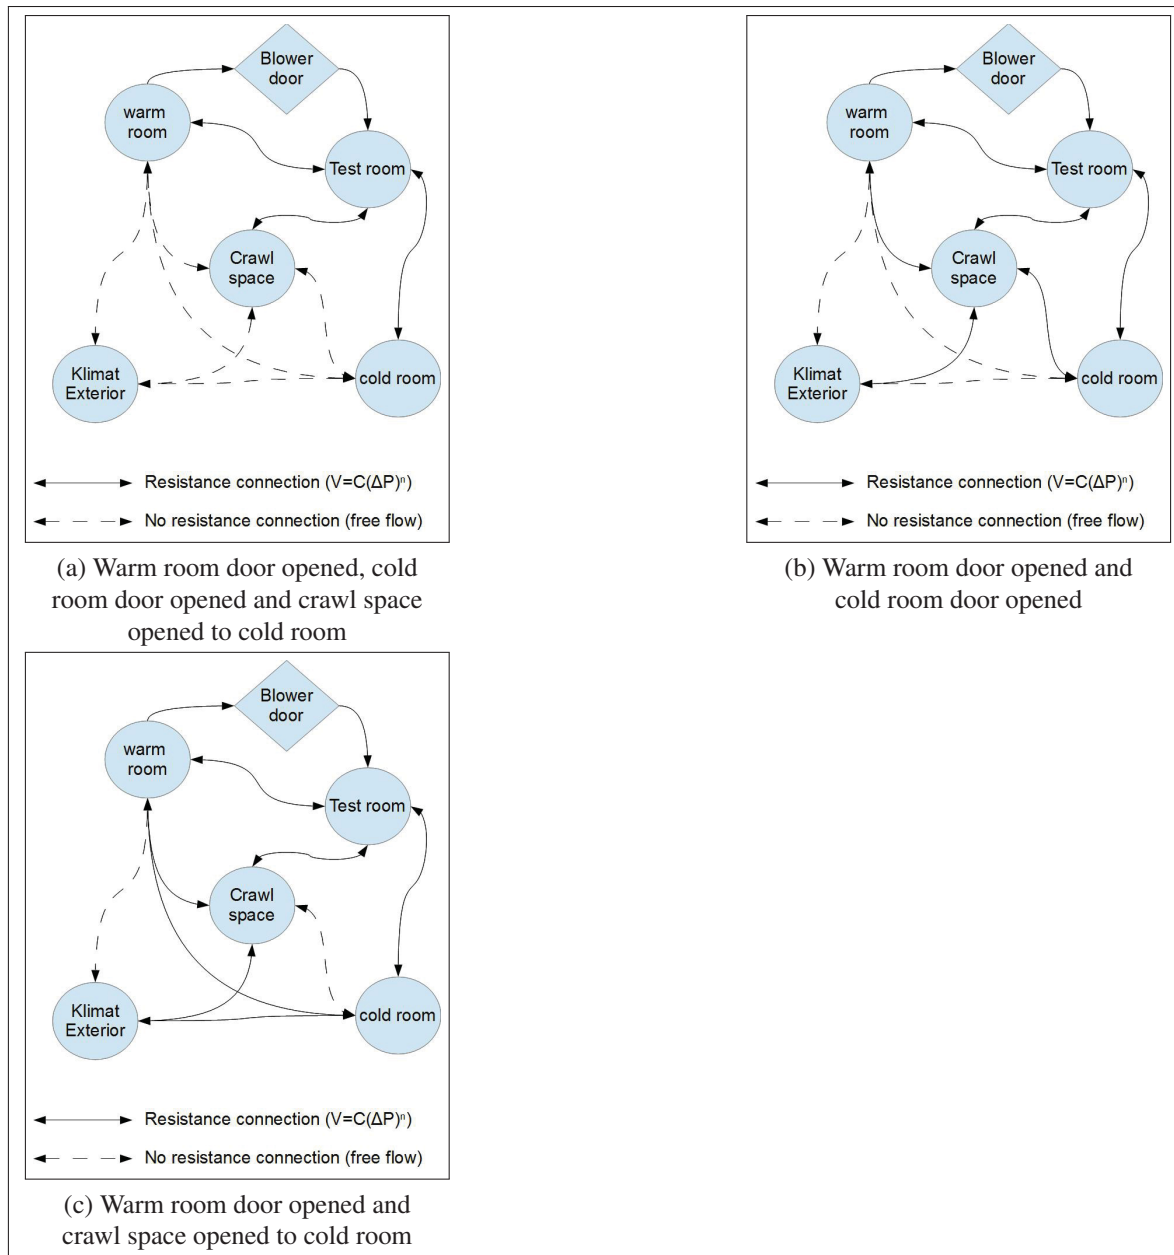 Blower
door
warm
room
Test room
Crawl
space
Klimat
Exterior
cold room
Resistance connection (V=C(ΔP)ⁿ)
No resistance connection (free flow)
(a) Warm room door opened, cold
room door opened and crawl space
opened to cold room
Blower
door
warm
room
Test room
Crawl
space
Klimat
Exterior
cold room
Resistance connection (V=C(ΔP)ⁿ)
No resistance connection (free flow)
(b) Warm room door opened and
cold room door opened
Blower
door
warm
room
Test room
Crawl
space
Klimat
Exterior
cold room
Resistance connection (V=C(ΔP)ⁿ)
No resistance connection (free flow)
(c) Warm room door opened and
crawl space opened to cold room